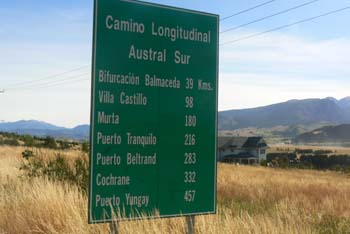 Camino Longitudinal
Austral Sur
Bifurcación Balmaceda 39 Kms.
Villa Castillo 98
Murta 180
Puerto Tranquilo 216
Puerto Beltrand 283
Cochrane 332
Puerto Yungay 457